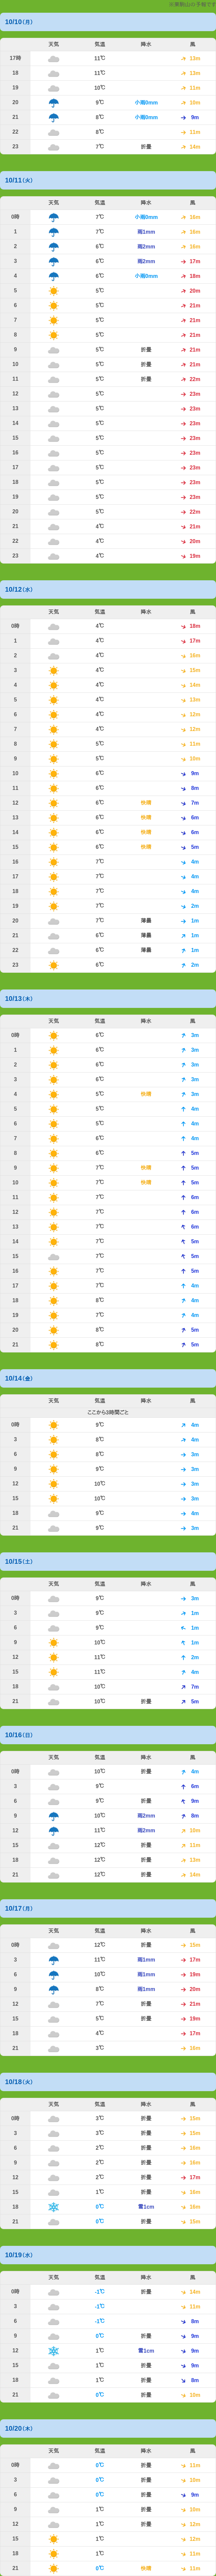 10/10(月)
天気 気温 降水 風
17時 11℃ 13m
18 11℃ 12m
19 10℃ 11m
20 9℃ 小雨0mm 10m
21 8℃ 小雨0mm 9m
22 8℃ 11m
23 7℃ 折曇 14m
10/11(火)
天気 気温 降水 風
0時 7℃ 小雨0mm 16m
1 7℃ 雨1mm 16m
2 6℃ 雨2mm 16m
3 6℃ 雨2mm 17m
4 6℃ 小雨0mm 18m
5 5℃ 20m
6 5℃ 21m
7 5℃ 21m
8 5℃ 21m
9 5℃ 折曇 21m
10 5℃ 折曇 21m
11 5℃ 折曇 22m
12 5℃ 23m
13 5℃ 23m
14 5℃ 23m
15 5℃ 23m
16 5℃ 23m
17 5℃ 23m
18 5℃ 23m
19 5℃ 23m
20 5℃ 22m
21 4℃ 21m
22 4℃ 20m
23 4℃ 19m
10/12(水)
天気 気温 降水 風
0時 4℃ 18m
1 4℃ 17m
2 4℃ 16m
3 4℃ 15m
4 4℃ 14m
5 4℃ 13m
6 4℃ 12m
7 4℃ 12m
8 5℃ 11m
9 5℃ 10m
10 6℃ 9m
11 6℃ 8m
12 6℃ 快晴 7m
13 6℃ 快晴 6m
14 6℃ 快晴 6m
15 6℃ 快晴 5m
16 7℃ 4m
17 7℃ 4m
18 7℃ 4m
19 7℃ 2m
20 7℃ 薄曇 1m
21 6℃ 薄曇 1m
22 6℃ 薄曇 1m
23 6℃ 2m
10/13(木)
天気 気温 降水 風
0時 6℃ 3m
1 6℃ 3m
2 6℃ 3m
3 6℃ 3m
4 5℃ 快晴 3m
5 5℃ 4m
6 5℃ 4m
7 6℃ 4m
8 6℃ 5m
9 7℃ 快晴 5m
10 7℃ 快晴 5m
11 7℃ 6m
12 7℃ 6m
13 7℃ 6m
14 7℃ 5m
15 7℃ 5m
16 7℃ 5m
17 7℃ 4m
18 8℃ 4m
19 7℃ 4m
20 8℃ 5m
21 8℃ 5m
10/14(金)
天気 気温 降水 風
ここから3時間ごと
0時 9℃ 4m
3 8℃ 4m
6 8℃ 3m
9 9℃ 3m
12 10℃ 3m
15 10℃ 3m
18 9℃ 4m
21 9℃ 3m
10/15(土)
天気 気温 降水 風
0時 9℃ 3m
3 9℃ 1m
6 9℃ 1m
9 10℃ 1m
12 11℃ 2m
15 11℃ 4m
18 10℃ 7m
21 10℃ 折曇 5m
10/16(日)
天気 気温 降水 風
0時 10℃ 折曇 4m
3 9℃ 6m
6 9℃ 折曇 9m
9 10℃ 雨2mm 8m
12 11℃ 雨2mm 10m
15 12℃ 折曇 11m
18 12℃ 折曇 13m
21 12℃ 折曇 14m
10/17(月)
天気 気温 降水 風
0時 12℃ 折曇 15m
3 11℃ 雨1mm 17m
6 10℃ 雨1mm 19m
9 8℃ 雨1mm 20m
12 7℃ 折曇 21m
15 5℃ 折曇 19m
18 4℃ 17m
21 3℃ 16m
10/18(火)
天気 気温 降水 風
0時 3℃ 折曇 15m
3 3℃ 折曇 15m
6 2℃ 折曇 16m
9 2℃ 折曇 16m
12 2℃ 折曇 17m
15 1℃ 折曇 16m
18 0℃ 雪1cm 16m
21 0℃ 折曇 15m
10/19(水)
天気 気温 降水 風
0時 -1℃ 折曇 14m
3 -1℃ 11m
6 -1℃ 8m
9 0℃ 折曇 9m
12 1℃ 雪1cm 9m
15 1℃ 折曇 9m
18 1℃ 折曇 8m
21 0℃ 折曇 10m
10/20(木)
天気 気温 降水 風
0時 0℃ 折曇 11m
3 0℃ 折曇 10m
6 0℃ 折曇 9m
9 1℃ 折曇 10m
12 1℃ 折曇 12m
15 1℃ 12m
18 1℃ 11m
21 0℃ 快晴 11m